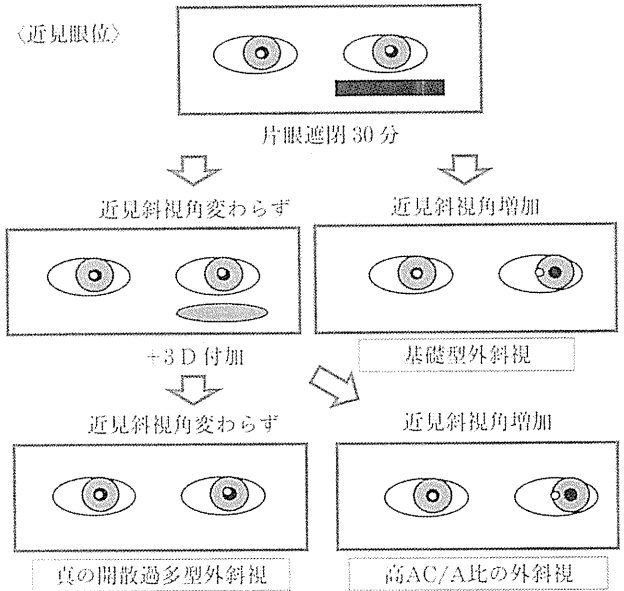 〈近見眼位〉
片眼遮閉30分
近見斜視角変わらず
近見斜視角増加
+3D付加
基礎型外斜視
近見斜視角変わらず
近見斜視角増加
真の開散過多型外斜視
高AC/A比の外斜視